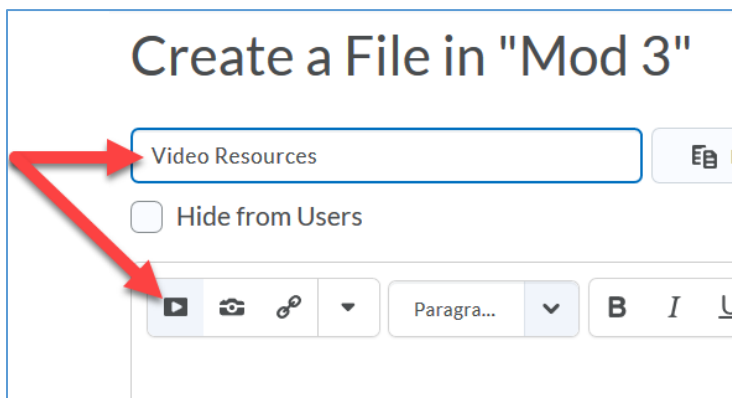 Create a File in "Mod 3"
Video Resources
Hide from Users
Paragra...
B I U